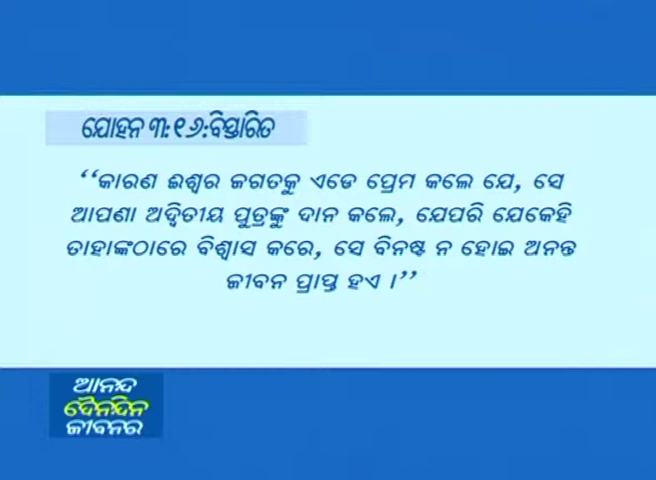 ଯୋହନ ୩:୧୬:ବିସ୍ତାରିତ
‘‘କାରଣ ଈଶ୍ୱର ଜଗତକୁ ଏଡେ ପ୍ରେମ କଲେ ଯେ, ସେ
ଆପଣା ଅଦ୍ୱିତୀୟ ପୁତ୍ରଙ୍କୁ ଦାନ କଲେ, ଯେପରି ଯେକେହି
ତାହାଙ୍କଠାରେ ବିଶ୍ୱାସ କରେ, ସେ ବିନଷ୍ଟ ନ ହୋଇ ଅନନ୍ତ
ଜୀବନ ପ୍ରାପ୍ତ ହଏ ।’’
ଆନନ୍ଦ
ଦୈନନ୍ଦିନ
ଜୀବନର